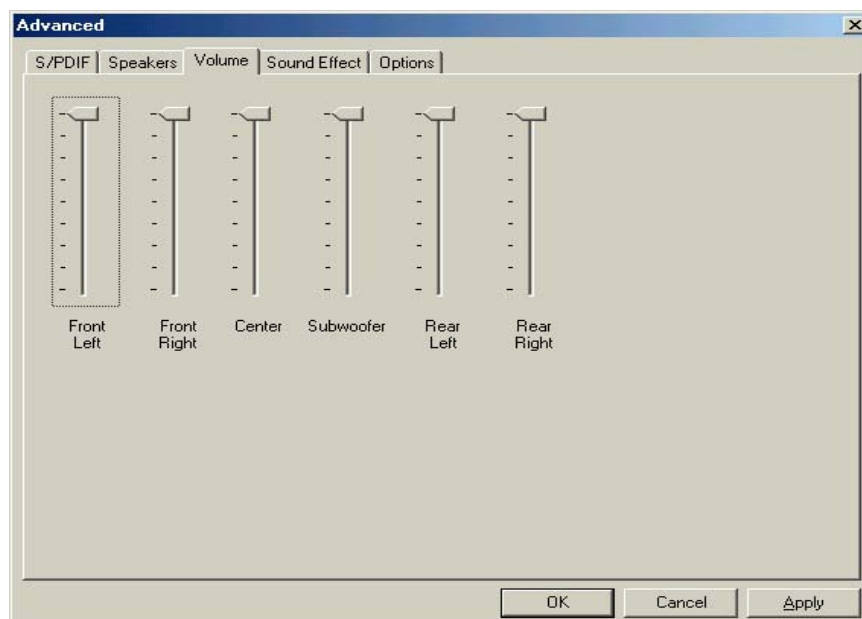 Advanced
S/PDIF Speakers Volume Sound Effect Options
Front Left
Front Right
Center
Subwoofer
Rear Left
Rear Right
OK Cancel Apply